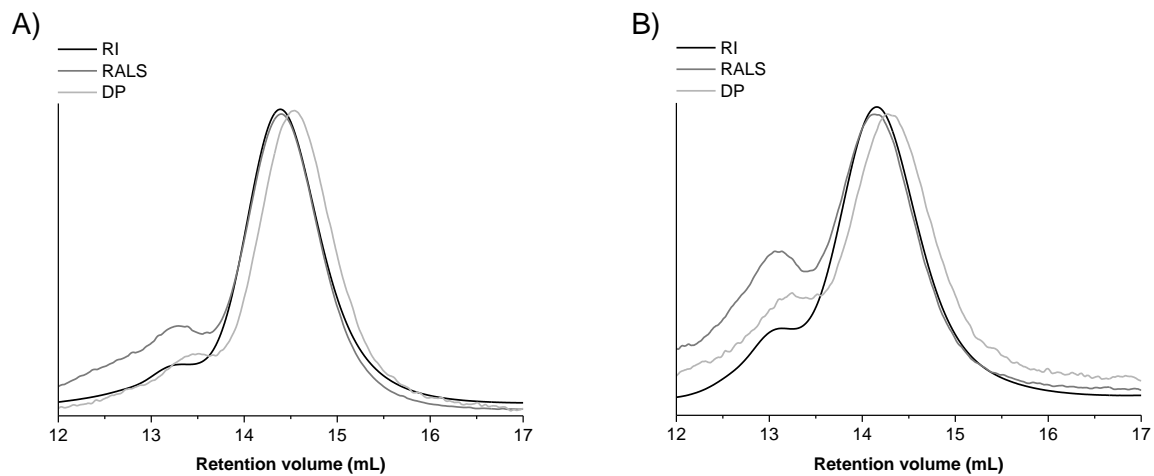 A)
RI
RALS
DP
12 13 14 15 16 17
Retention volume (mL)
B)
RI
RALS
DP
12 13 14 15 16 17
Retention volume (mL)